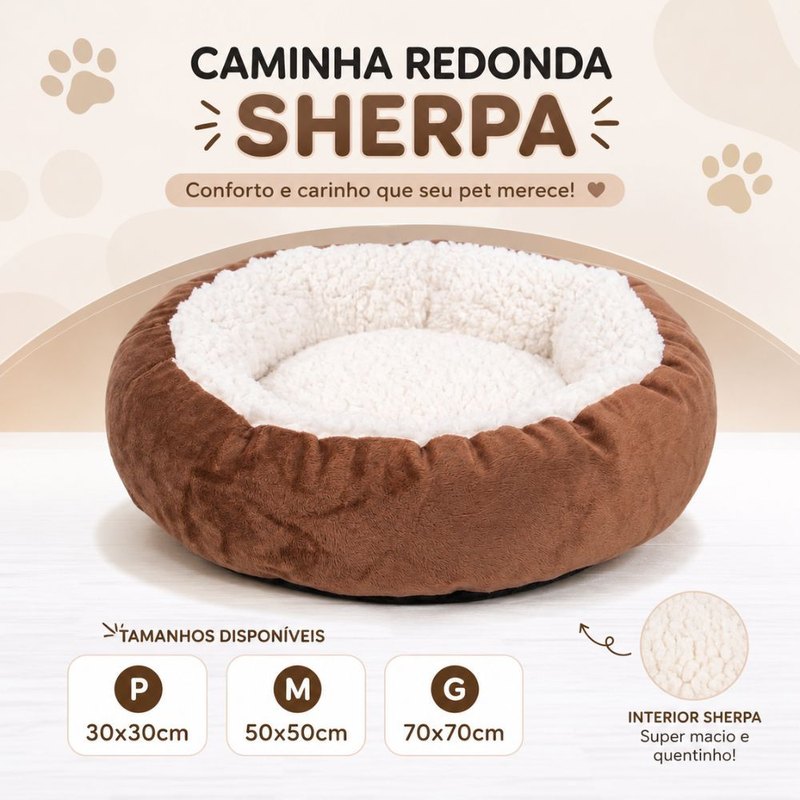 CAMINHA REDONDA
SHERPA
Conforto e carinho que seu pet merece!
TAMANHOS DISPONÍVEIS
P
30x30cm
M
50x50cm
G
70x70cm
INTERIOR SHERPA
Super macio e
quentinho!